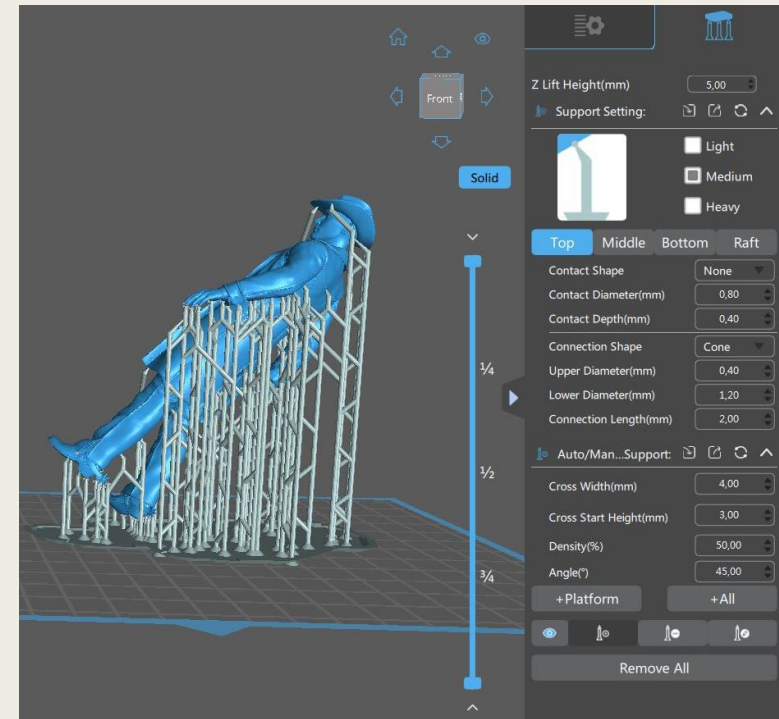 Z Lift Height(mm) 5,00
Support Setting:
Light
Medium
Heavy
Front
Solid
Top Middle Bottom Raft
Contact Shape None
Contact Diameter(mm) 0,80
Contact Depth(mm) 0,40
Connection Shape Cone
Upper Diameter(mm) 0,40
Lower Diameter(mm) 1,20
Connection Length(mm) 2,00
Auto/Man...Support:
Cross Width(mm) 4,00
Cross Start Height(mm) 3,00
Density(%) 50,00
Angle(°) 45,00
+Platform +All
Remove All
¼
½
¾